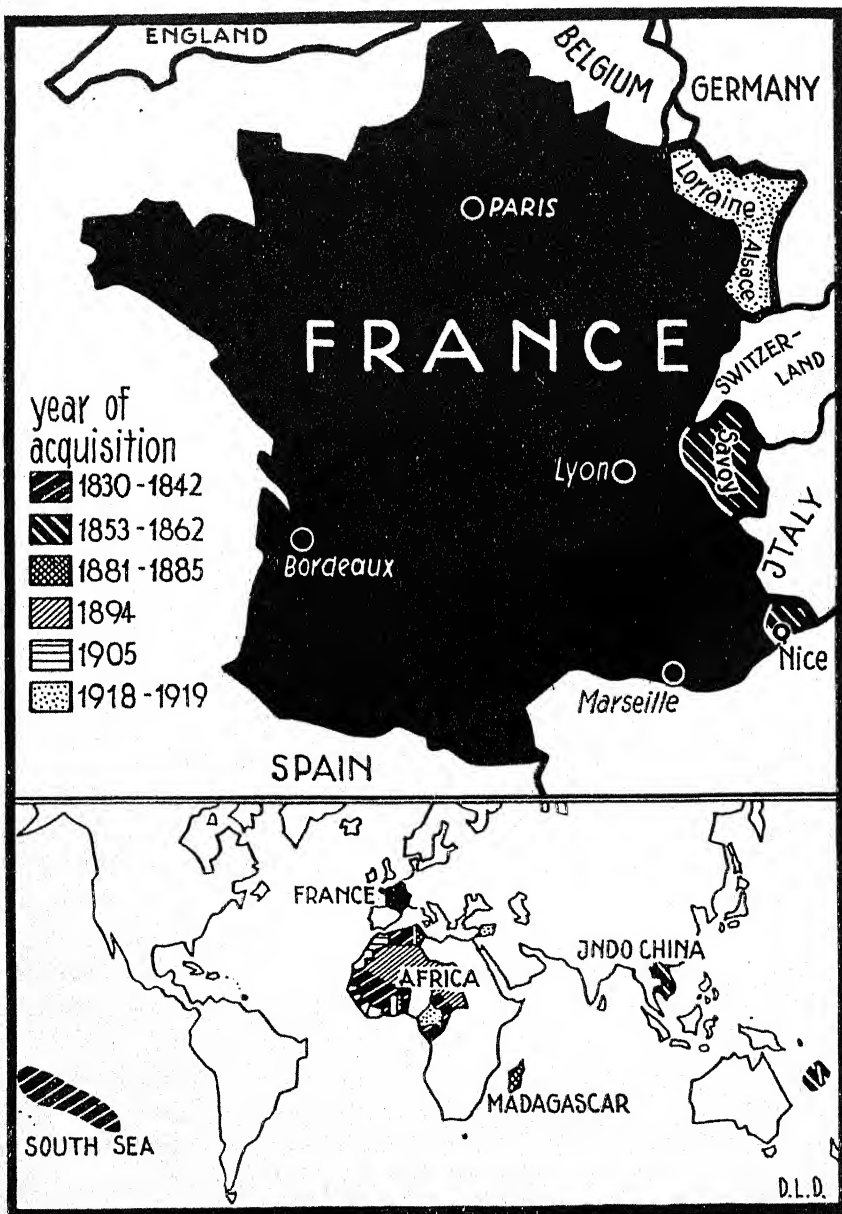 ENGLAND
BELGIUM
GERMANY
Lorraine
Alsace
PARIS
FRANCE
SWITZER-
LAND
year of
acquisition
1830-1842
1853-1862
1881-1885
1894
1905
1918-1919
Savoy
Lyon
JTALY
Bordeaux
Nice
Marseille
SPAIN
FRANCE
JNDO CHINA
AFRICA
MADAGASCAR
SOUTH SEA
D.L.D.